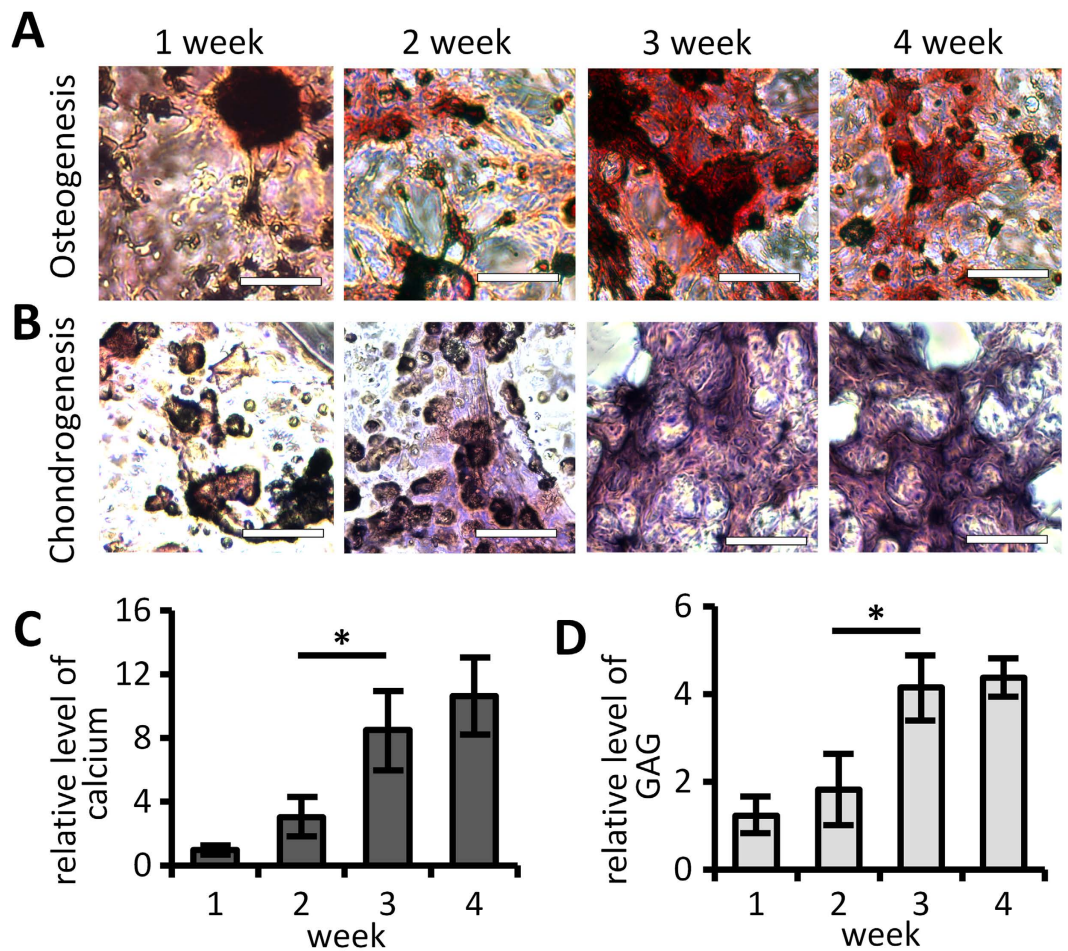 A
1 week 2 week 3 week 4 week
Osteogenesis
B
Chondrogenesis
C
relative level of
calcium
16
12
8
4
0
*
1 2 3 4
week
D
relative level of
GAG
6
4
2
0
*
1 2 3 4
week